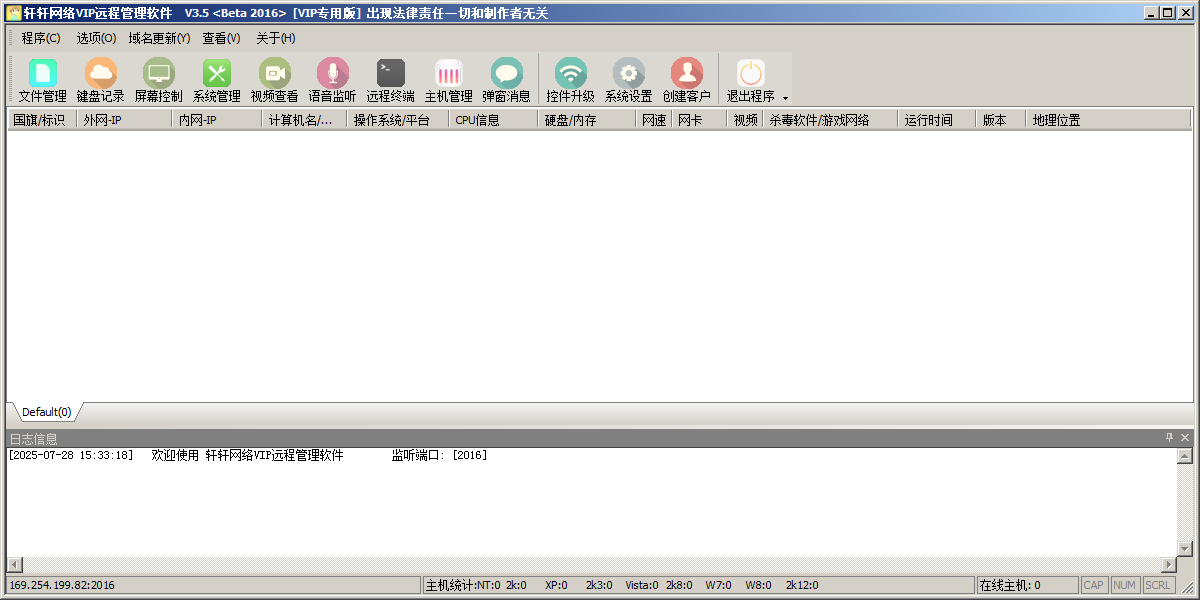 轩轩网络VIP远程管理软件 V3.5 <Beta 2016> [VIP专用版] 出现法律责任一切和制作者无关
程序(C) 选项(O) 域名更新(Y) 查看(V) 关于(H)
文件管理 键盘记录 屏幕控制 系统管理 视频查看 语音监听 远程终端 主机管理 弹窗消息 控件升级 系统设置 创建客户 退出程序
国旗/标识 外网-IP 内网-IP 计算机名/... 操作系统/平台 CPU信息 硬盘/内存 网速 网卡 视频 杀毒软件/游戏网络 运行时间 版本 地理位置
Default(0)
日志信息
[2025-07-28 15:33:18] 欢迎使用 轩轩网络VIP远程管理软件 监听端口: [2016]
169.254.199.82:2016 主机统计:NT:0 2k:0 XP:0 2k3:0 Vista:0 2k8:0 W7:0 W8:0 2k12:0 在线主机: 0 CAP NUM SCRL